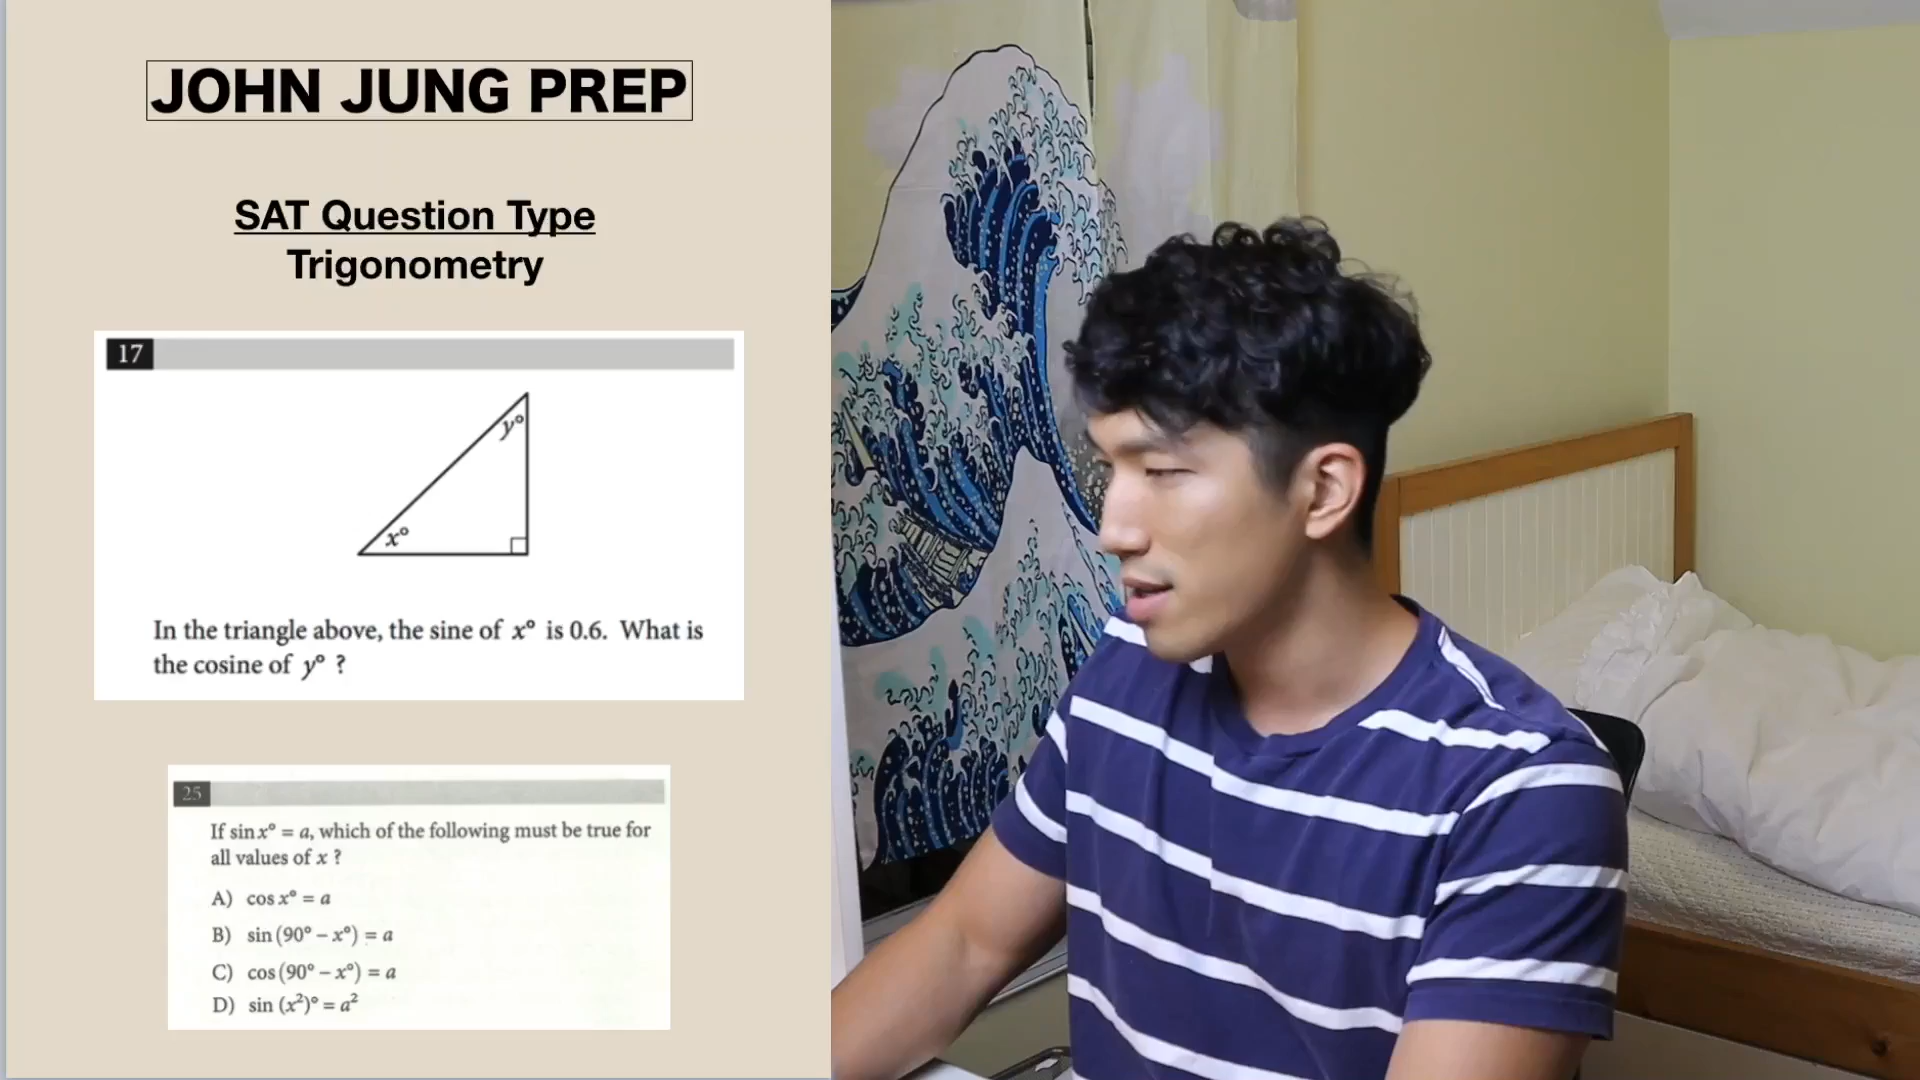 JOHN JUNG PREP
SAT Question Type
Trigonometry
17
y°
x°
In the triangle above, the sine of x° is 0.6. What is
the cosine of y° ?
25
If sin x° = a, which of the following must be true for
all values of x ?
A) cos x° = a
B) sin (90° – x°) = a
C) cos (90° – x°) = a
D) sin (x²)° = a²